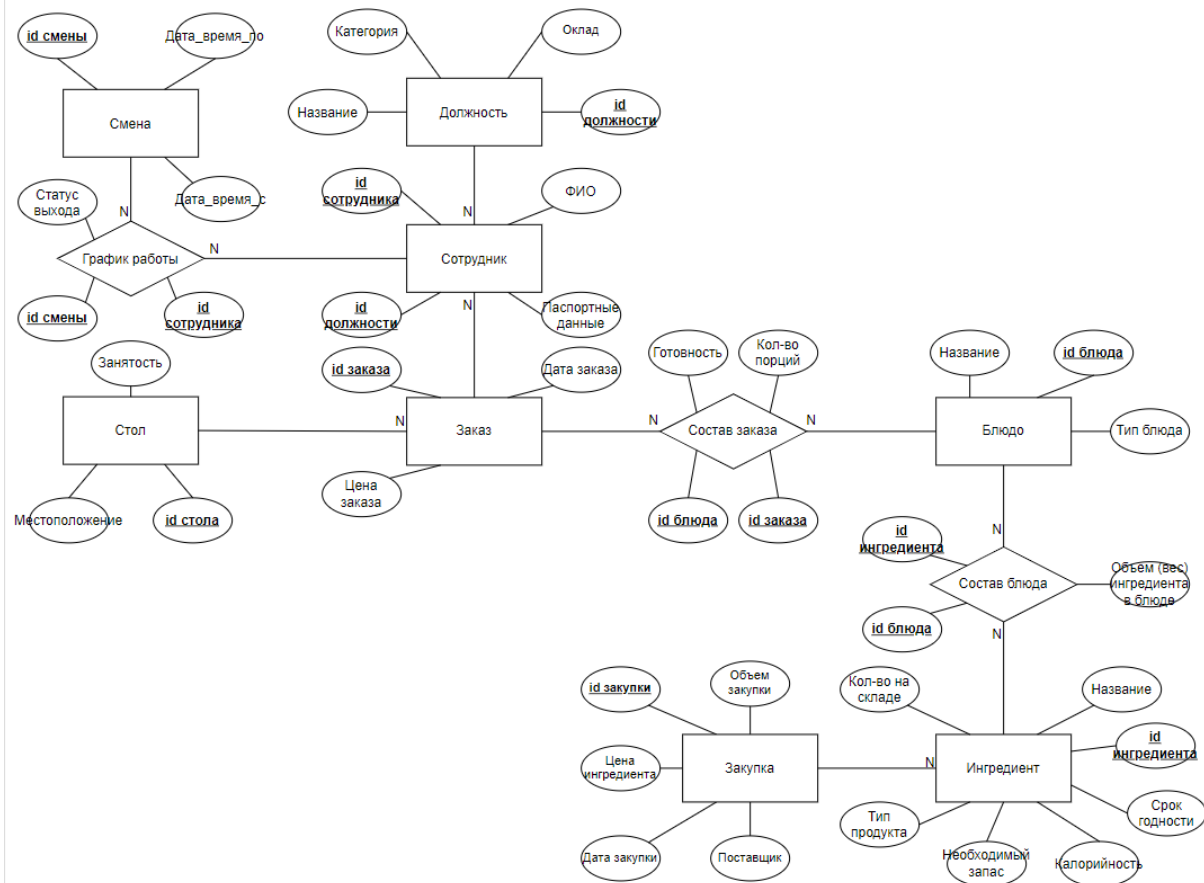 id смены
Дата_время_по
Смена
Дата_время_с
Категория
Оклад
Название
Должность
id
должности
Статус
выхода
N
График работы
N
id смены
id
сотрудника
id
сотрудника
ФИО
N
Сотрудник
id
должности
N
Паспортные
данные
Занятость
Стол
Местоположение
id стола
id заказа
Дата заказа
N
Заказ
Цена
заказа
Готовность
Кол-во
порций
N
Состав заказа
N
id блюда
id заказа
Название
id блюда
Блюдо
Тип блюда
N
id
ингредиента
Состав блюда
Объем (вес)
ингредиента
в блюде
id блюда
N
id закупки
Объем
закупки
Цена
ингредиента
Закупка
Дата закупки
Поставщик
Кол-во на
складе
Название
N
Ингредиент
id
ингредиента
Срок
годности
Тип
продукта
Необходимый
запас
Калорийность